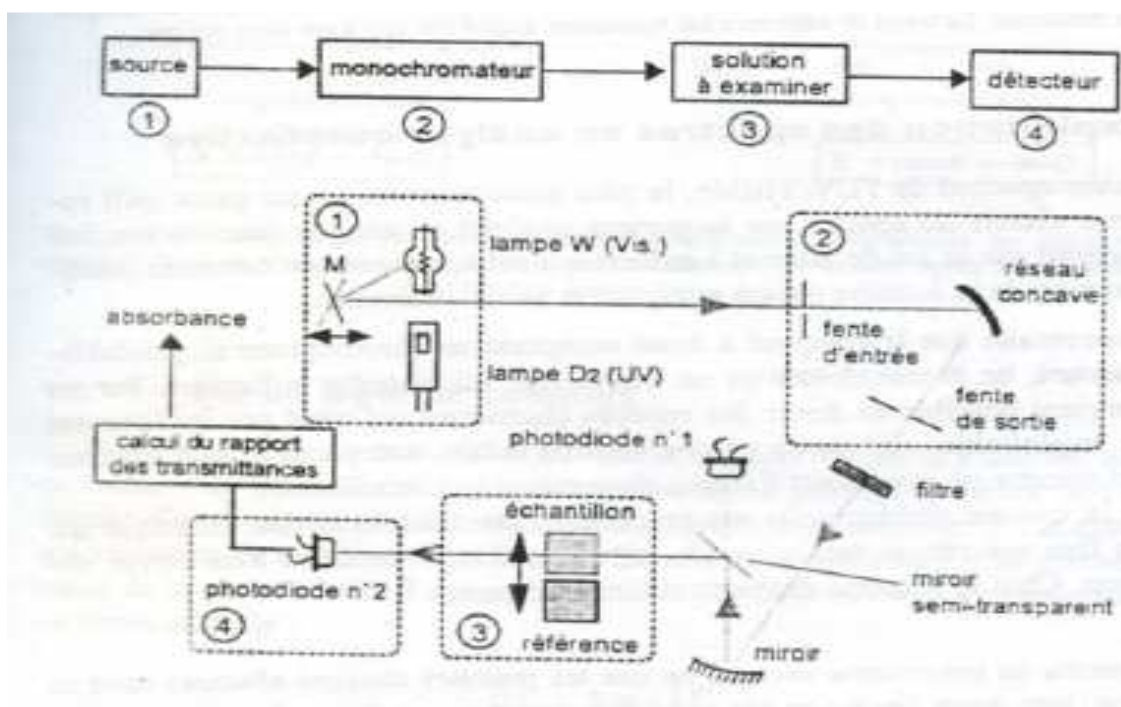 source
monochromateur
solution
à examiner
détecteur
1
2
3
4
1
lampe W (Vis.)
M
lampe D2 (UV)
2
réseau
concave
fente
d'entrée
fente
de sortie
absorbance
calcul du rapport
des transmittances
photodiode n°1
filtre
échantillon
miroir
semi-transparent
photodiode n°2
4
3
référence
miroir